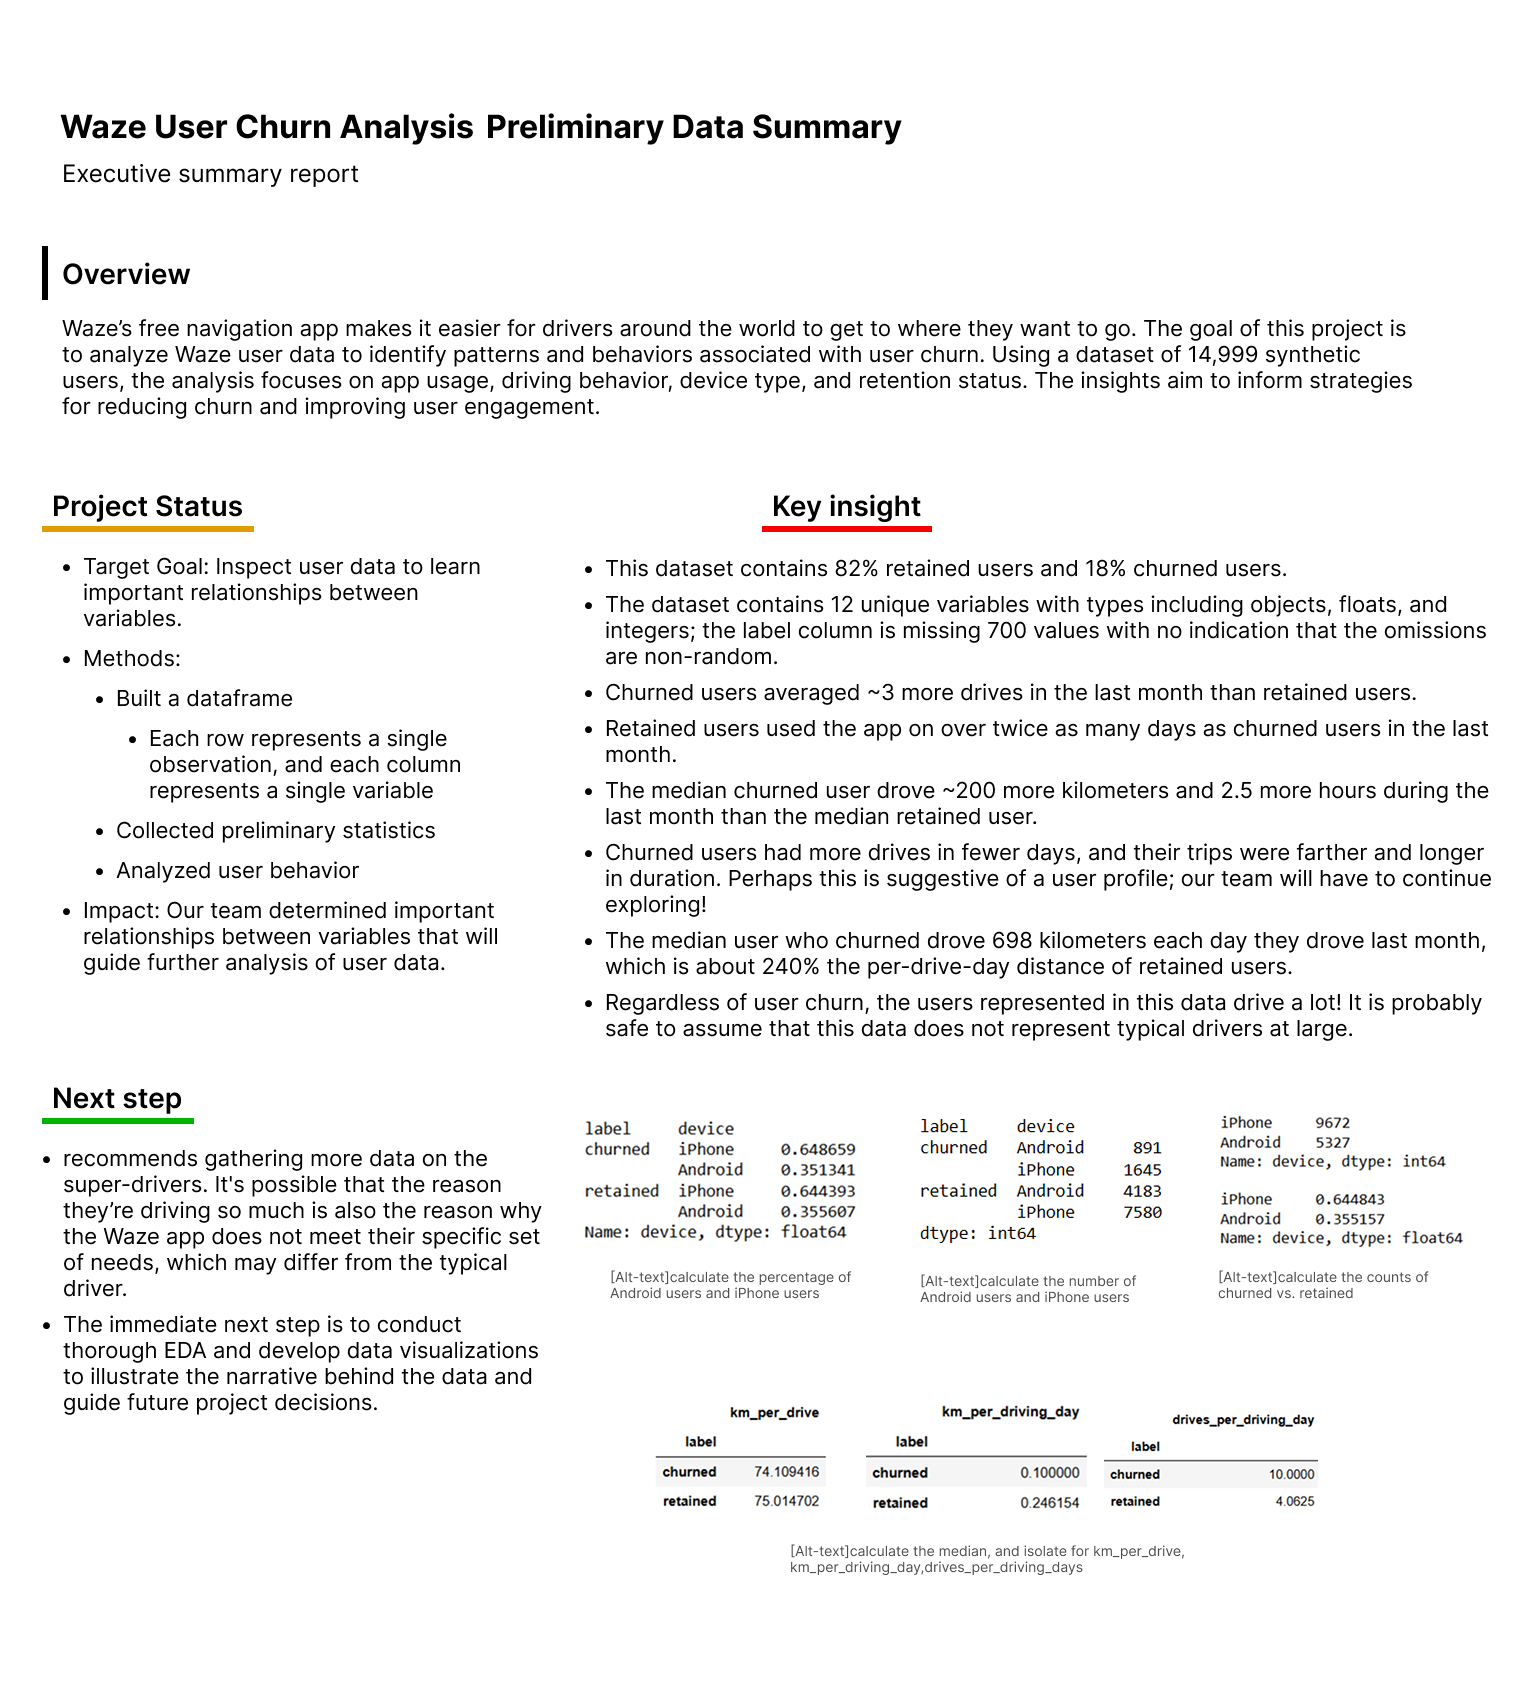 Waze User Churn Analysis Preliminary Data Summary
Executive summary report
Overview
Waze’s free navigation app makes it easier for drivers around the world to get to where they want to go. The goal of this project is
to analyze Waze user data to identify patterns and behaviors associated with user churn. Using a dataset of 14,999 synthetic
users, the analysis focuses on app usage, driving behavior, device type, and retention status. The insights aim to inform strategies
for reducing churn and improving user engagement.
Project Status
• Target Goal: Inspect user data to learn
important relationships between
variables.
• Methods:
• Built a dataframe
• Each row represents a single
observation, and each column
represents a single variable
• Collected preliminary statistics
• Analyzed user behavior
• Impact: Our team determined important
relationships between variables that will
guide further analysis of user data.
Key insight
• This dataset contains 82% retained users and 18% churned users.
• The dataset contains 12 unique variables with types including objects, floats, and
integers; the label column is missing 700 values with no indication that the omissions
are non-random.
• Churned users averaged ~3 more drives in the last month than retained users.
• Retained users used the app on over twice as many days as churned users in the last
month.
• The median churned user drove ~200 more kilometers and 2.5 more hours during the
last month than the median retained user.
• Churned users had more drives in fewer days, and their trips were farther and longer
in duration. Perhaps this is suggestive of a user profile; our team will have to continue
exploring!
• The median user who churned drove 698 kilometers each day they drove last month,
which is about 240% the per-drive-day distance of retained users.
• Regardless of user churn, the users represented in this data drive a lot! It is probably
safe to assume that this data does not represent typical drivers at large.
Next step
• recommends gathering more data on the
super-drivers. It's possible that the reason
they’re driving so much is also the reason why
the Waze app does not meet their specific set
of needs, which may differ from the typical
driver.
• The immediate next step is to conduct
thorough EDA and develop data visualizations
to illustrate the narrative behind the data and
guide future project decisions.
label device
churned iPhone 0.648659
Android 0.351341
retained iPhone 0.644393
Android 0.355607
Name: device, dtype: float64
[Alt-text]calculate the percentage of
Android users and iPhone users
label device
churned Android 891
iPhone 1645
retained Android 4183
iPhone 7580
dtype: int64
[Alt-text]calculate the number of
Android users and iPhone users
iPhone 9672
Android 5327
Name: device, dtype: int64
iPhone 0.644843
Android 0.355157
Name: device, dtype: float64
[Alt-text]calculate the counts of
churned vs. retained
km_per_drive
label
churned 74.109416
retained 75.014702
km_per_driving_day
label
churned 0.100000
retained 0.246154
drives_per_driving_day
label
churned 10.0000
retained 4.0625
[Alt-text]calculate the median, and isolate for km_per_drive,
km_per_driving_day,drives_per_driving_days